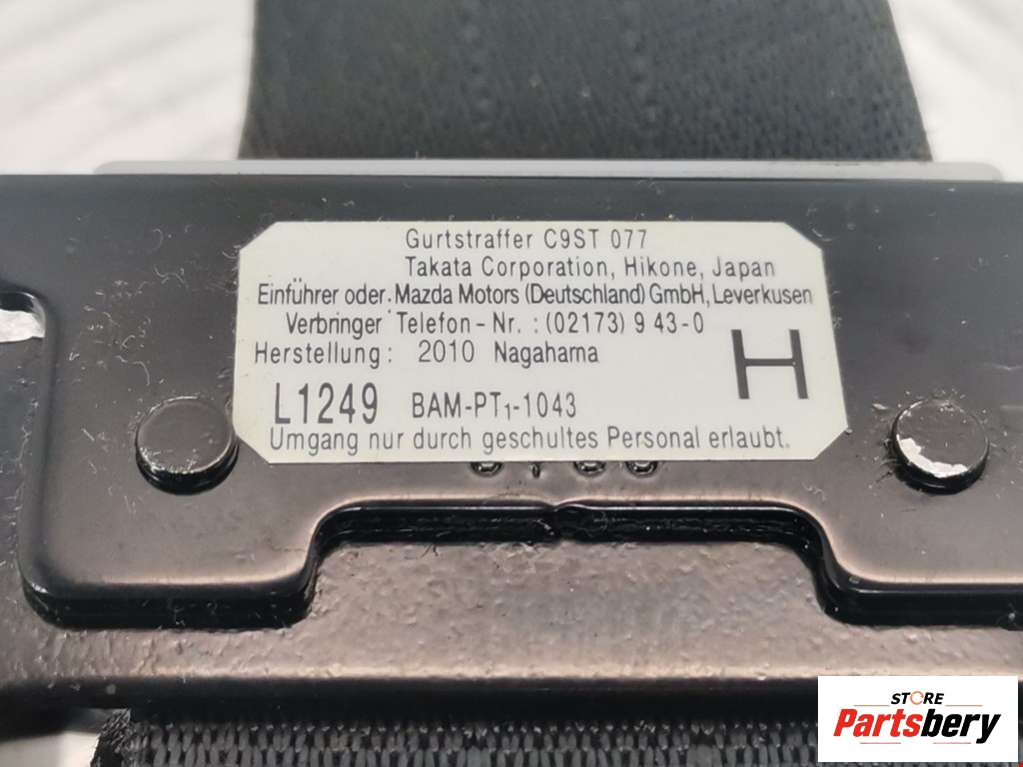 Gurtstraffer C9ST 077
Takata Corporation, Hikone, Japan
Einführer oder Mazda Motors (Deutschland) GmbH, Leverkusen
Verbringer Telefon-Nr. : (02173) 9 43-0
Herstellung : 2010 Nagahama
H
L1249 BAM-PT1-1043
Umgang nur durch geschultes Personal erlaubt.
STORE
Partsbery